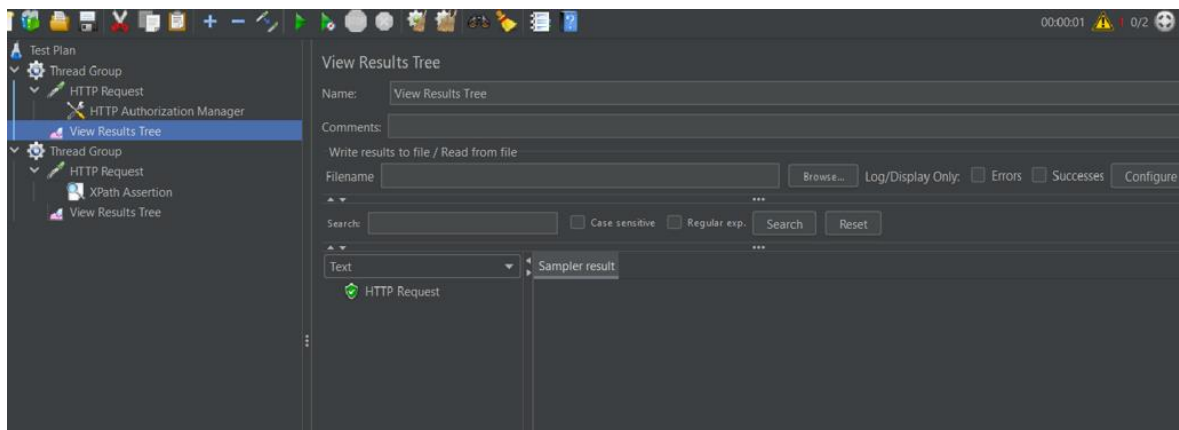 00:00:01 1 0/2
Test Plan
Thread Group
HTTP Request
HTTP Authorization Manager
View Results Tree
Thread Group
HTTP Request
XPath Assertion
View Results Tree
View Results Tree
Name: View Results Tree
Comments:
Write results to file / Read from file
Filename Browse... Log/Display Only: Errors Successes Configure
Search: Case sensitive Regular exp. Search Reset
Text Sampler result
HTTP Request